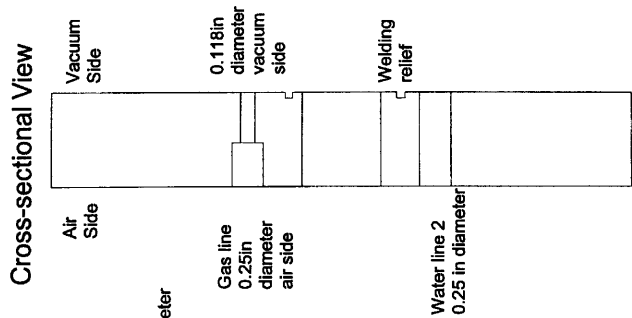 Cross-sectional View
Air
Side
Vacuum
Side
eter
Gas line
0.25in
diameter
air side
0.118in
diameter
vacuum
side
Welding
relief
Water line 2
0.25 in diameter